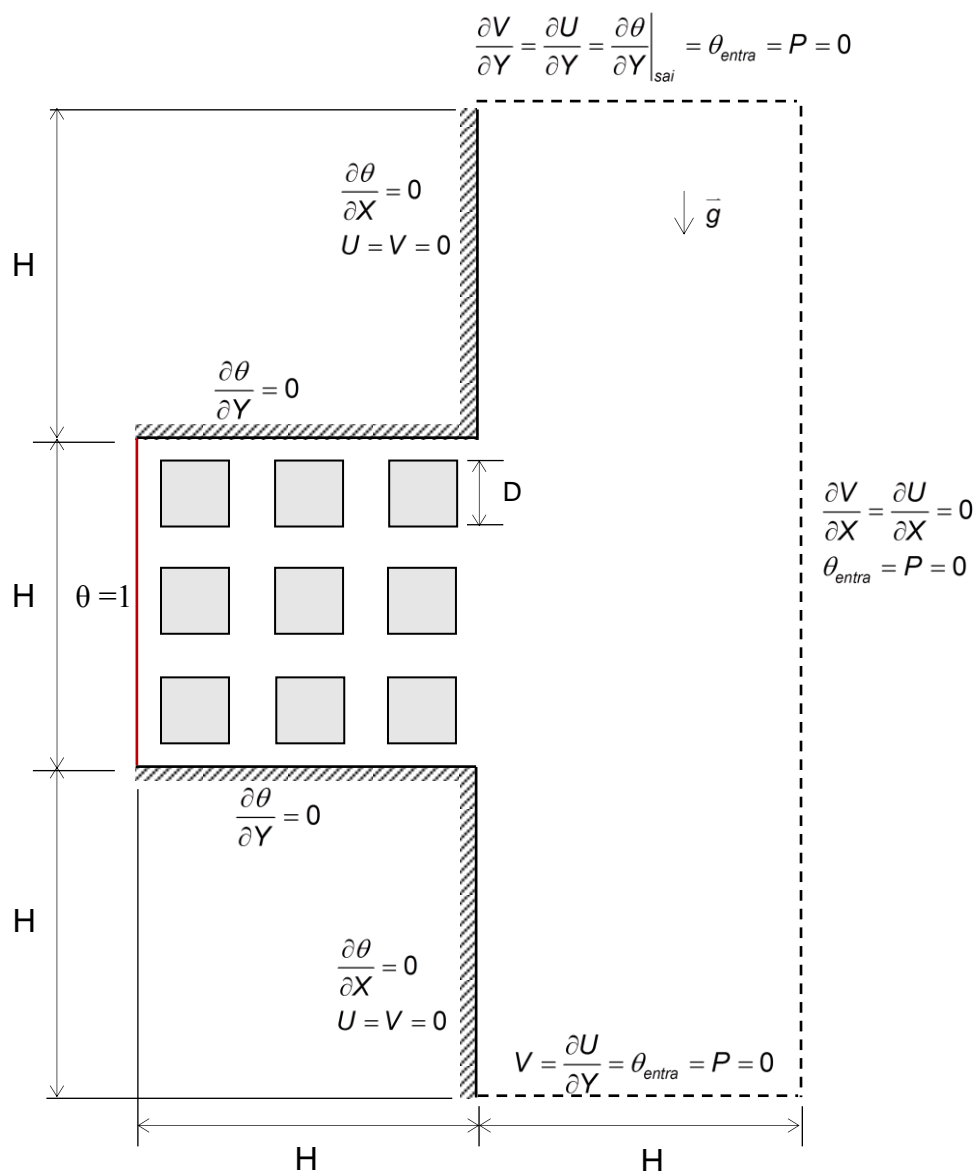 ∂V/∂Y = ∂U/∂Y = ∂θ/∂Y|sai = θentra = P = 0
∂θ/∂X = 0
U = V = 0
g
H
∂θ/∂Y = 0
D
∂V/∂X = ∂U/∂X = 0
θentra = P = 0
H
θ =1
∂θ/∂Y = 0
H
∂θ/∂X = 0
U = V = 0
V = ∂U/∂Y = θentra = P = 0
H
H